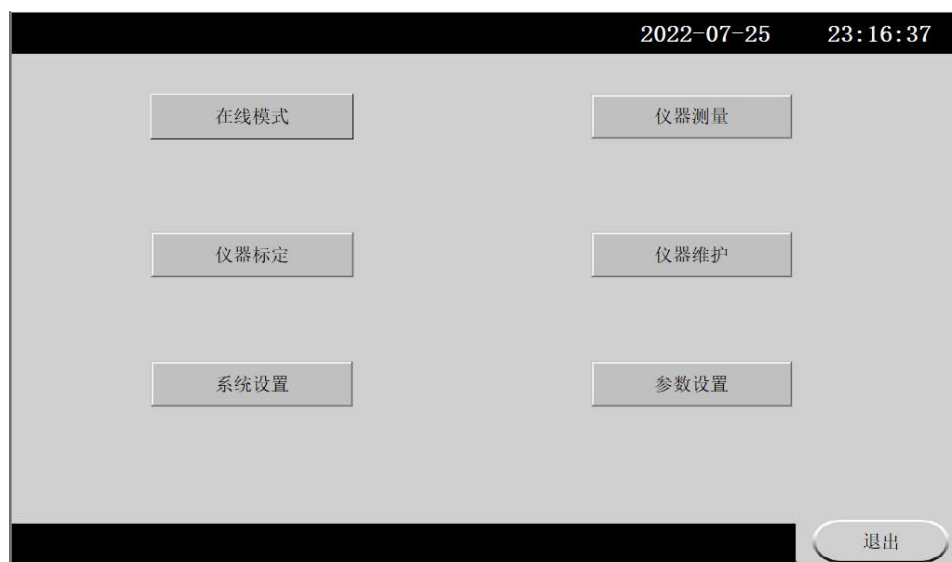 2022-07-25 23:16:37
在线模式 仪器测量
仪器标定 仪器维护
系统设置 参数设置
退出